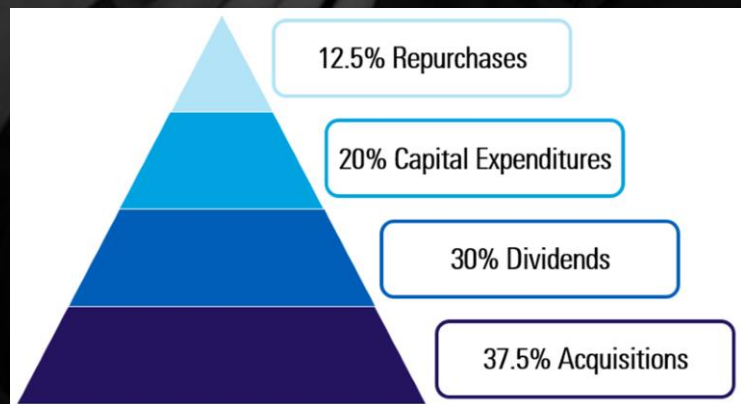 12.5% Repurchases
20% Capital Expenditures
30% Dividends
37.5% Acquisitions